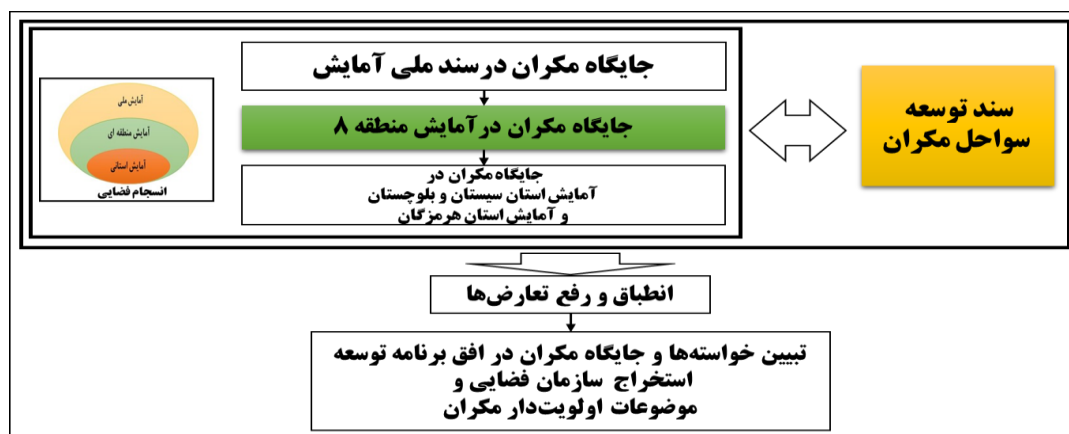 جایگاه مکران در سند ملی آمایش
جایگاه مکران در آمایش منطقه ۸
جایگاه مکران در
آمایش استان سیستان و بلوچستان
و آمایش استان هرمزگان
سند توسعه
سواحل مکران
آمایش ملی
آمایش منطقه ای
آمایش استانی
انسجام فضایی
انطباق و رفع تعارض‌ها
تبیین خواسته‌ها و جایگاه مکران در افق برنامه توسعه
استخراج سازمان فضایی و
موضوعات اولویت‌دار مکران